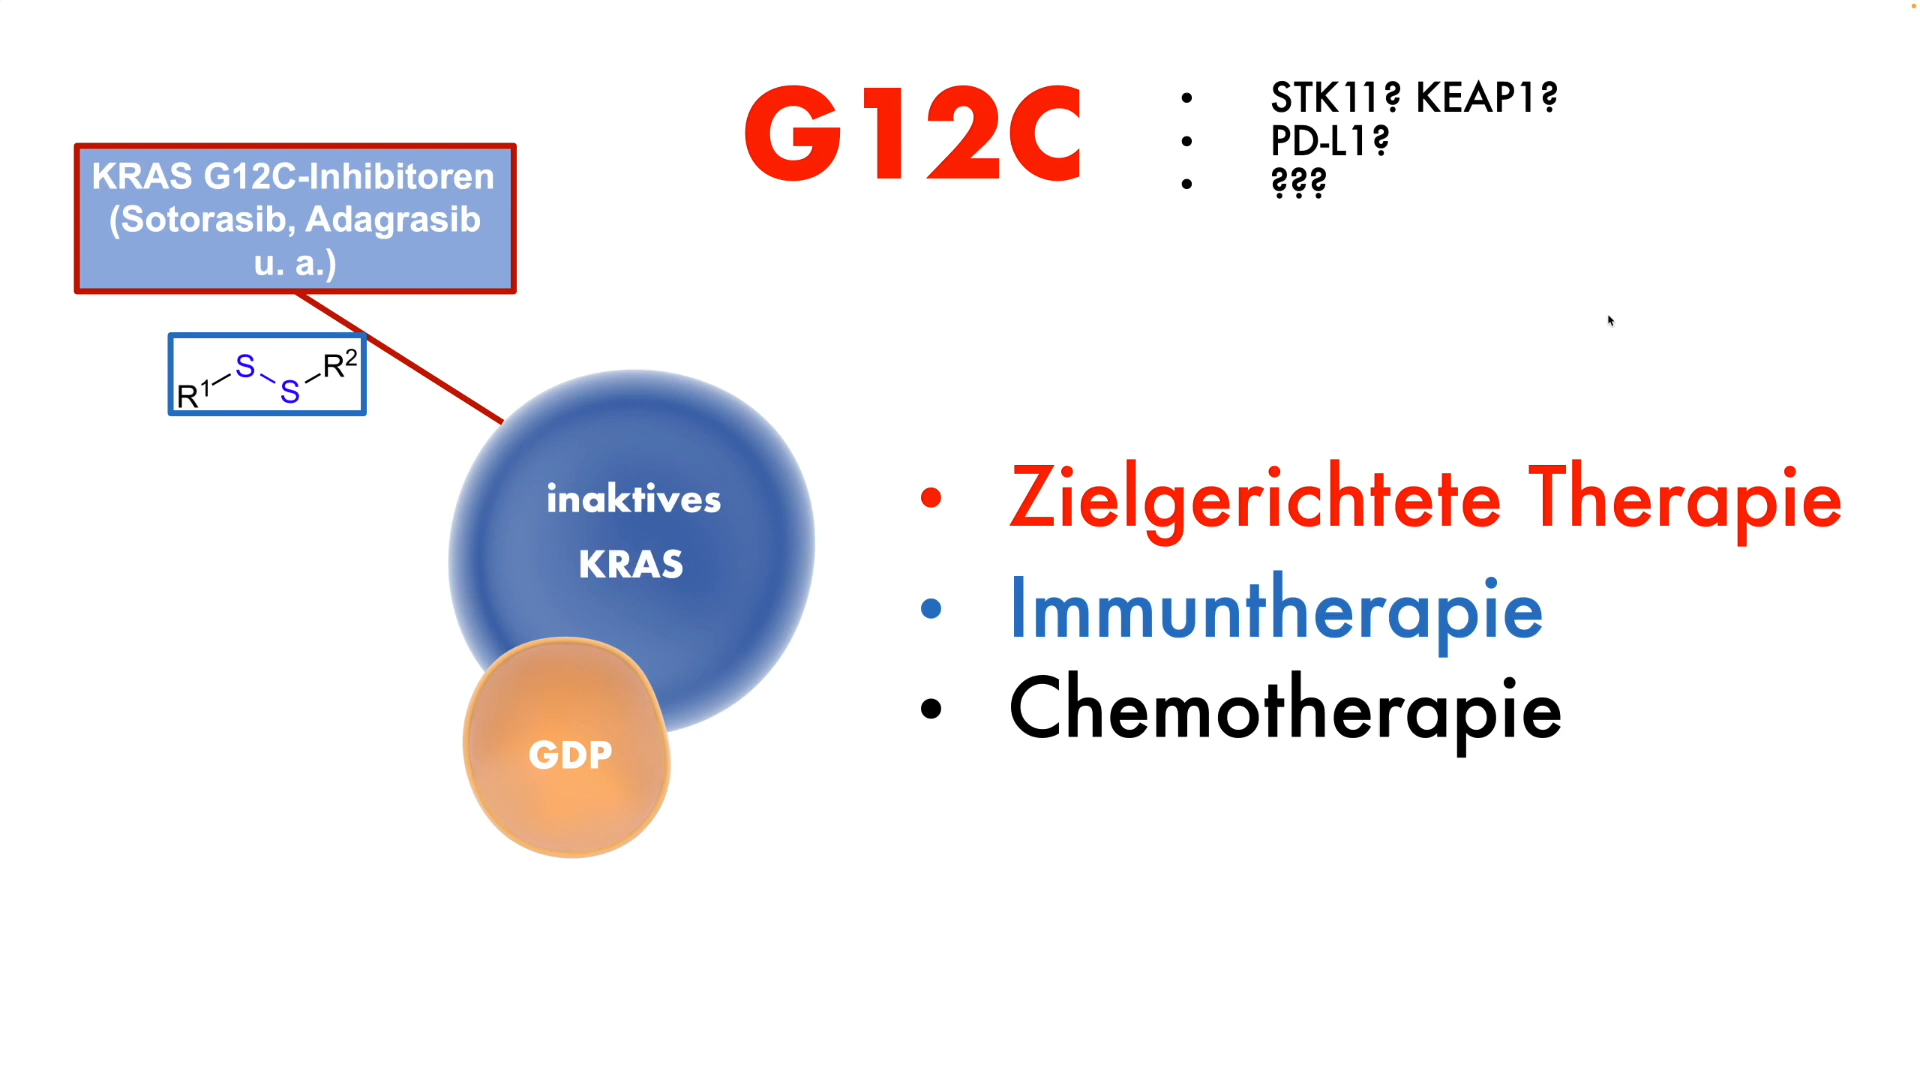 G12C
• STK11? KEAP1?
• PD-L1?
• ???
KRAS G12C-Inhibitoren
(Sotorasib, Adagrasib
u. a.)
R¹ S S R²
inaktives
KRAS
GDP
• Zielgerichtete Therapie
• Immuntherapie
• Chemotherapie